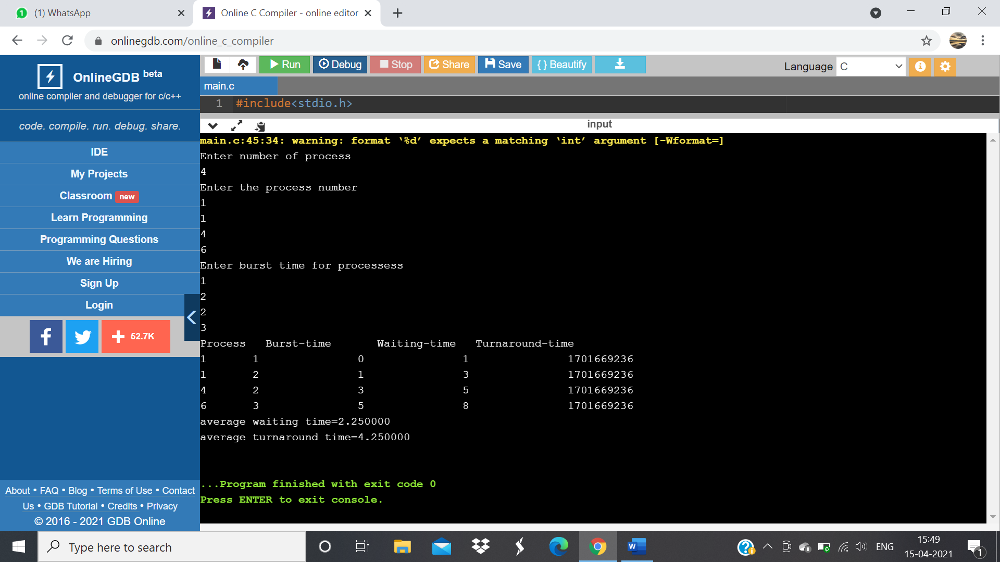 (1) WhatsApp
Online C Compiler - online editor
onlinegdb.com/online_c_compiler
OnlineGDB beta
online compiler and debugger for c/c++
code. compile. run. debug. share.
IDE
My Projects
Classroom new
Learn Programming
Programming Questions
We are Hiring
Sign Up
Login
52.7K
About • FAQ • Blog • Terms of Use • Contact
Us • GDB Tutorial • Credits • Privacy
© 2016 - 2021 GDB Online
Run Debug Stop Share Save { } Beautify
Language C
main.c
1 #include<stdio.h>
input
main.c:45:34: warning: format ‘%d’ expects a matching ‘int’ argument [-Wformat=]
Enter number of process
4
Enter the process number
1
1
4
6
Enter burst time for processess
1
2
2
3
Process Burst-time Waiting-time Turnaround-time
1 1 0 1 1701669236
1 2 1 3 1701669236
4 2 3 5 1701669236
6 3 5 8 1701669236
average waiting time=2.250000
average turnaround time=4.250000
...Program finished with exit code 0
Press ENTER to exit console.
Type here to search
ENG
15:49
15-04-2021
1